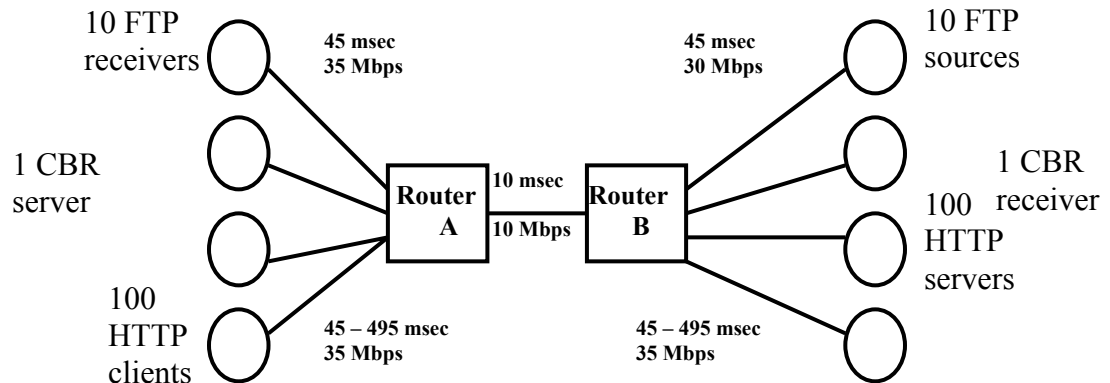 10 FTP
receivers
45 msec
35 Mbps
45 msec
30 Mbps
10 FTP
sources
1 CBR
server
1 CBR
receiver
Router
A
10 msec
10 Mbps
Router
B
100
HTTP
servers
100
HTTP
clients
45 – 495 msec
35 Mbps
45 – 495 msec
35 Mbps